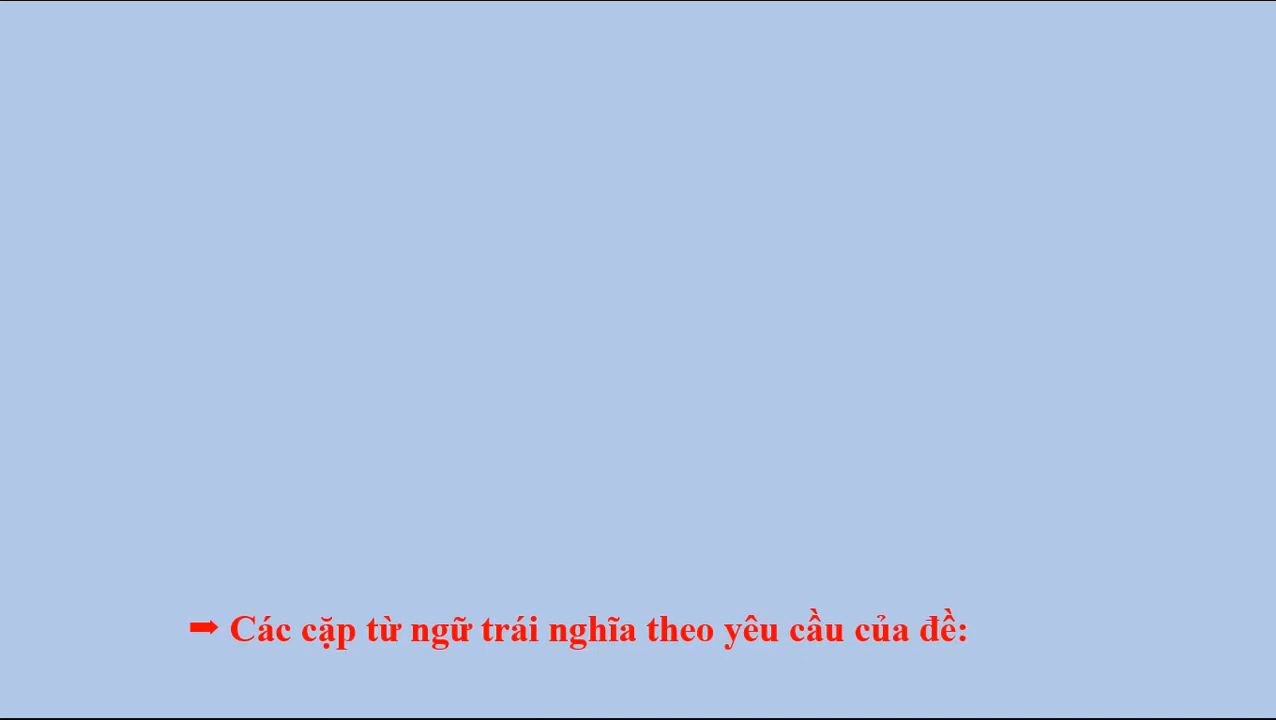 ➡ Các cặp từ ngữ trái nghĩa theo yêu cầu của đề: